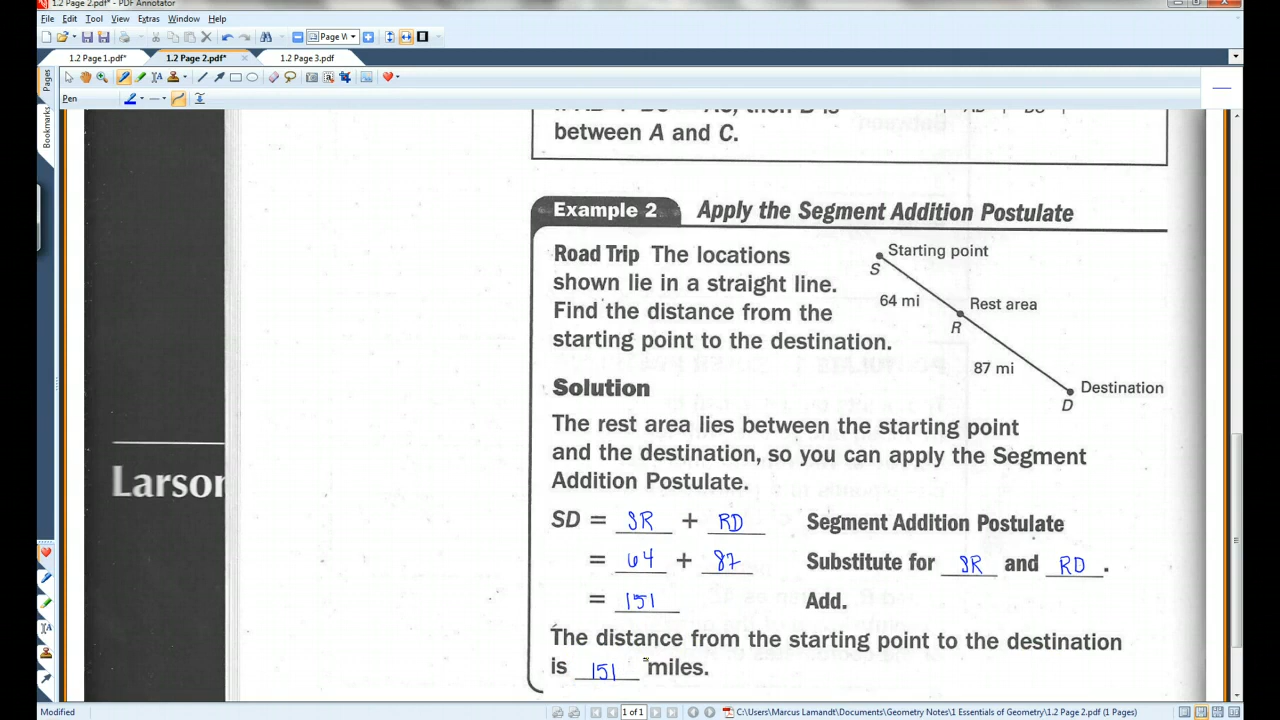 1.2 Page 2.pdf* - PDF Annotator
File Edit Tool View Extras Window Help
Page W
1.2 Page 1.pdf* 1.2 Page 2.pdf* 1.2 Page 3.pdf
Pages
Bookmarks
Pen
between A and C.
Example 2 Apply the Segment Addition Postulate
Road Trip The locations
shown lie in a straight line.
Find the distance from the
starting point to the destination.
Starting point
S
64 mi
Rest area
R
87 mi
Destination
D
Solution
The rest area lies between the starting point
and the destination, so you can apply the Segment
Addition Postulate.
Larson
SD = SR + RD Segment Addition Postulate
= 64 + 87 Substitute for SR and RD.
= 151 Add.
The distance from the starting point to the destination
is 151 miles.
Modified 1 of 1 C:\Users\Marcus Lamandt\Documents\Geometry Notes\1 Essentials of Geometry\1.2 Page 2.pdf (1 Pages)